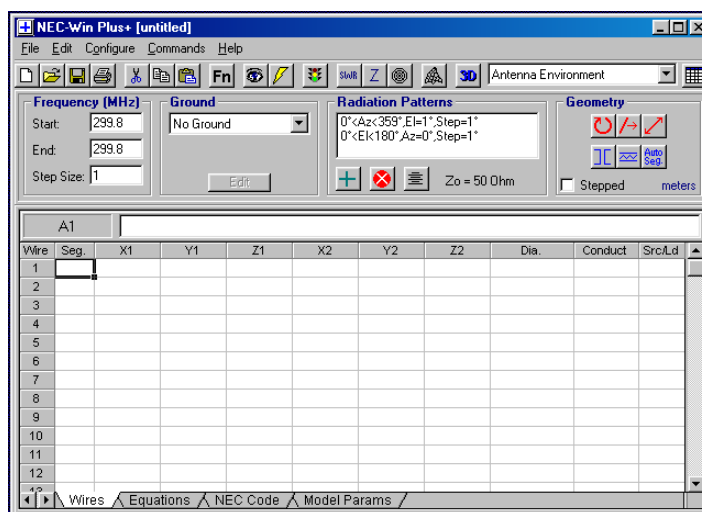 NEC-Win Plus+ [untitled]
File Edit Configure Commands Help
Fn SWR Z 3D Antenna Environment
Frequency (MHz) Ground Radiation Patterns Geometry
Start: 299.8 No Ground 0°<Az<359°,El=1°,Step=1°
End: 299.8 0°<El<180°,Az=0°,Step=1°
Step Size: 1 Edit Zo = 50 Ohm Auto Seg.
Stepped meters
A1
Wire Seg. X1 Y1 Z1 X2 Y2 Z2 Dia. Conduct Src/Ld
1
2
3
4
5
6
7
8
9
10
11
12
13
Wires Equations NEC Code Model Params